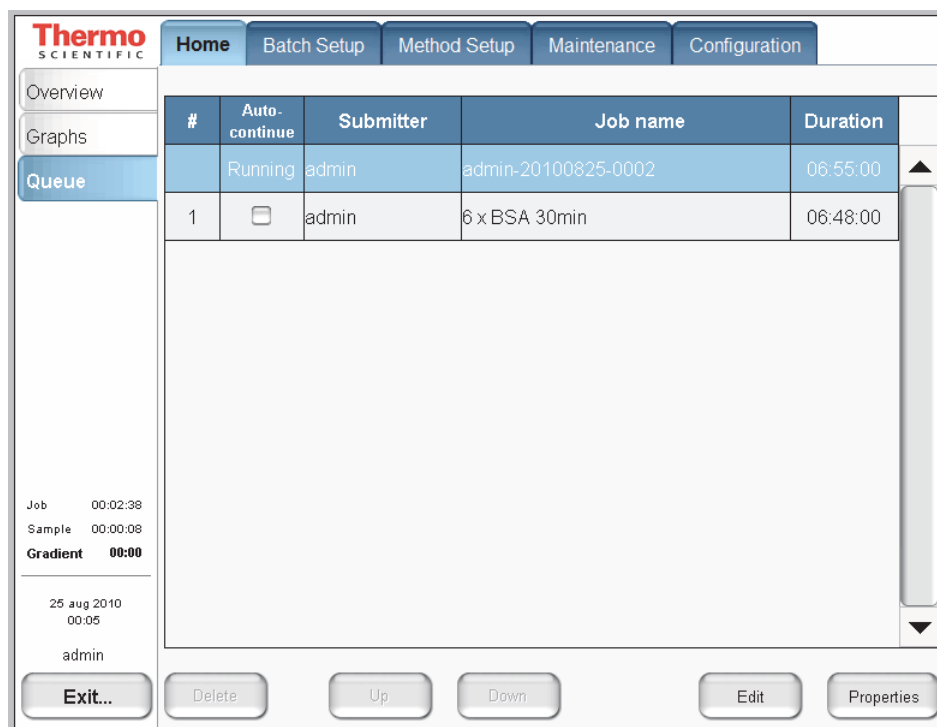 Thermo
SCIENTIFIC
Home Batch Setup Method Setup Maintenance Configuration
Overview
Graphs
Queue
# Auto-continue Submitter Job name Duration
Running admin admin-20100825-0002 06:55:00
1 admin 6 x BSA 30min 06:48:00
Job 00:02:38
Sample 00:00:08
Gradient 00:00
25 aug 2010
00:05
admin
Exit... Delete Up Down Edit Properties